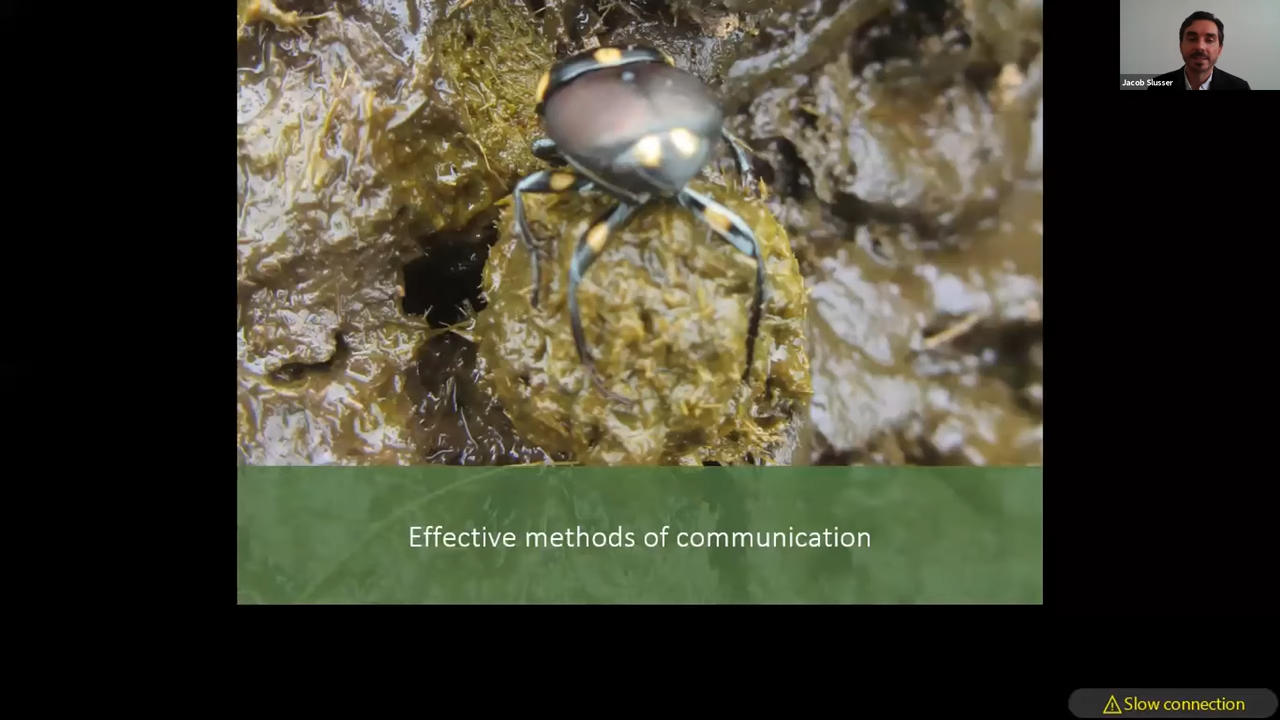 Jacob Slusser
Effective methods of communication
Slow connection